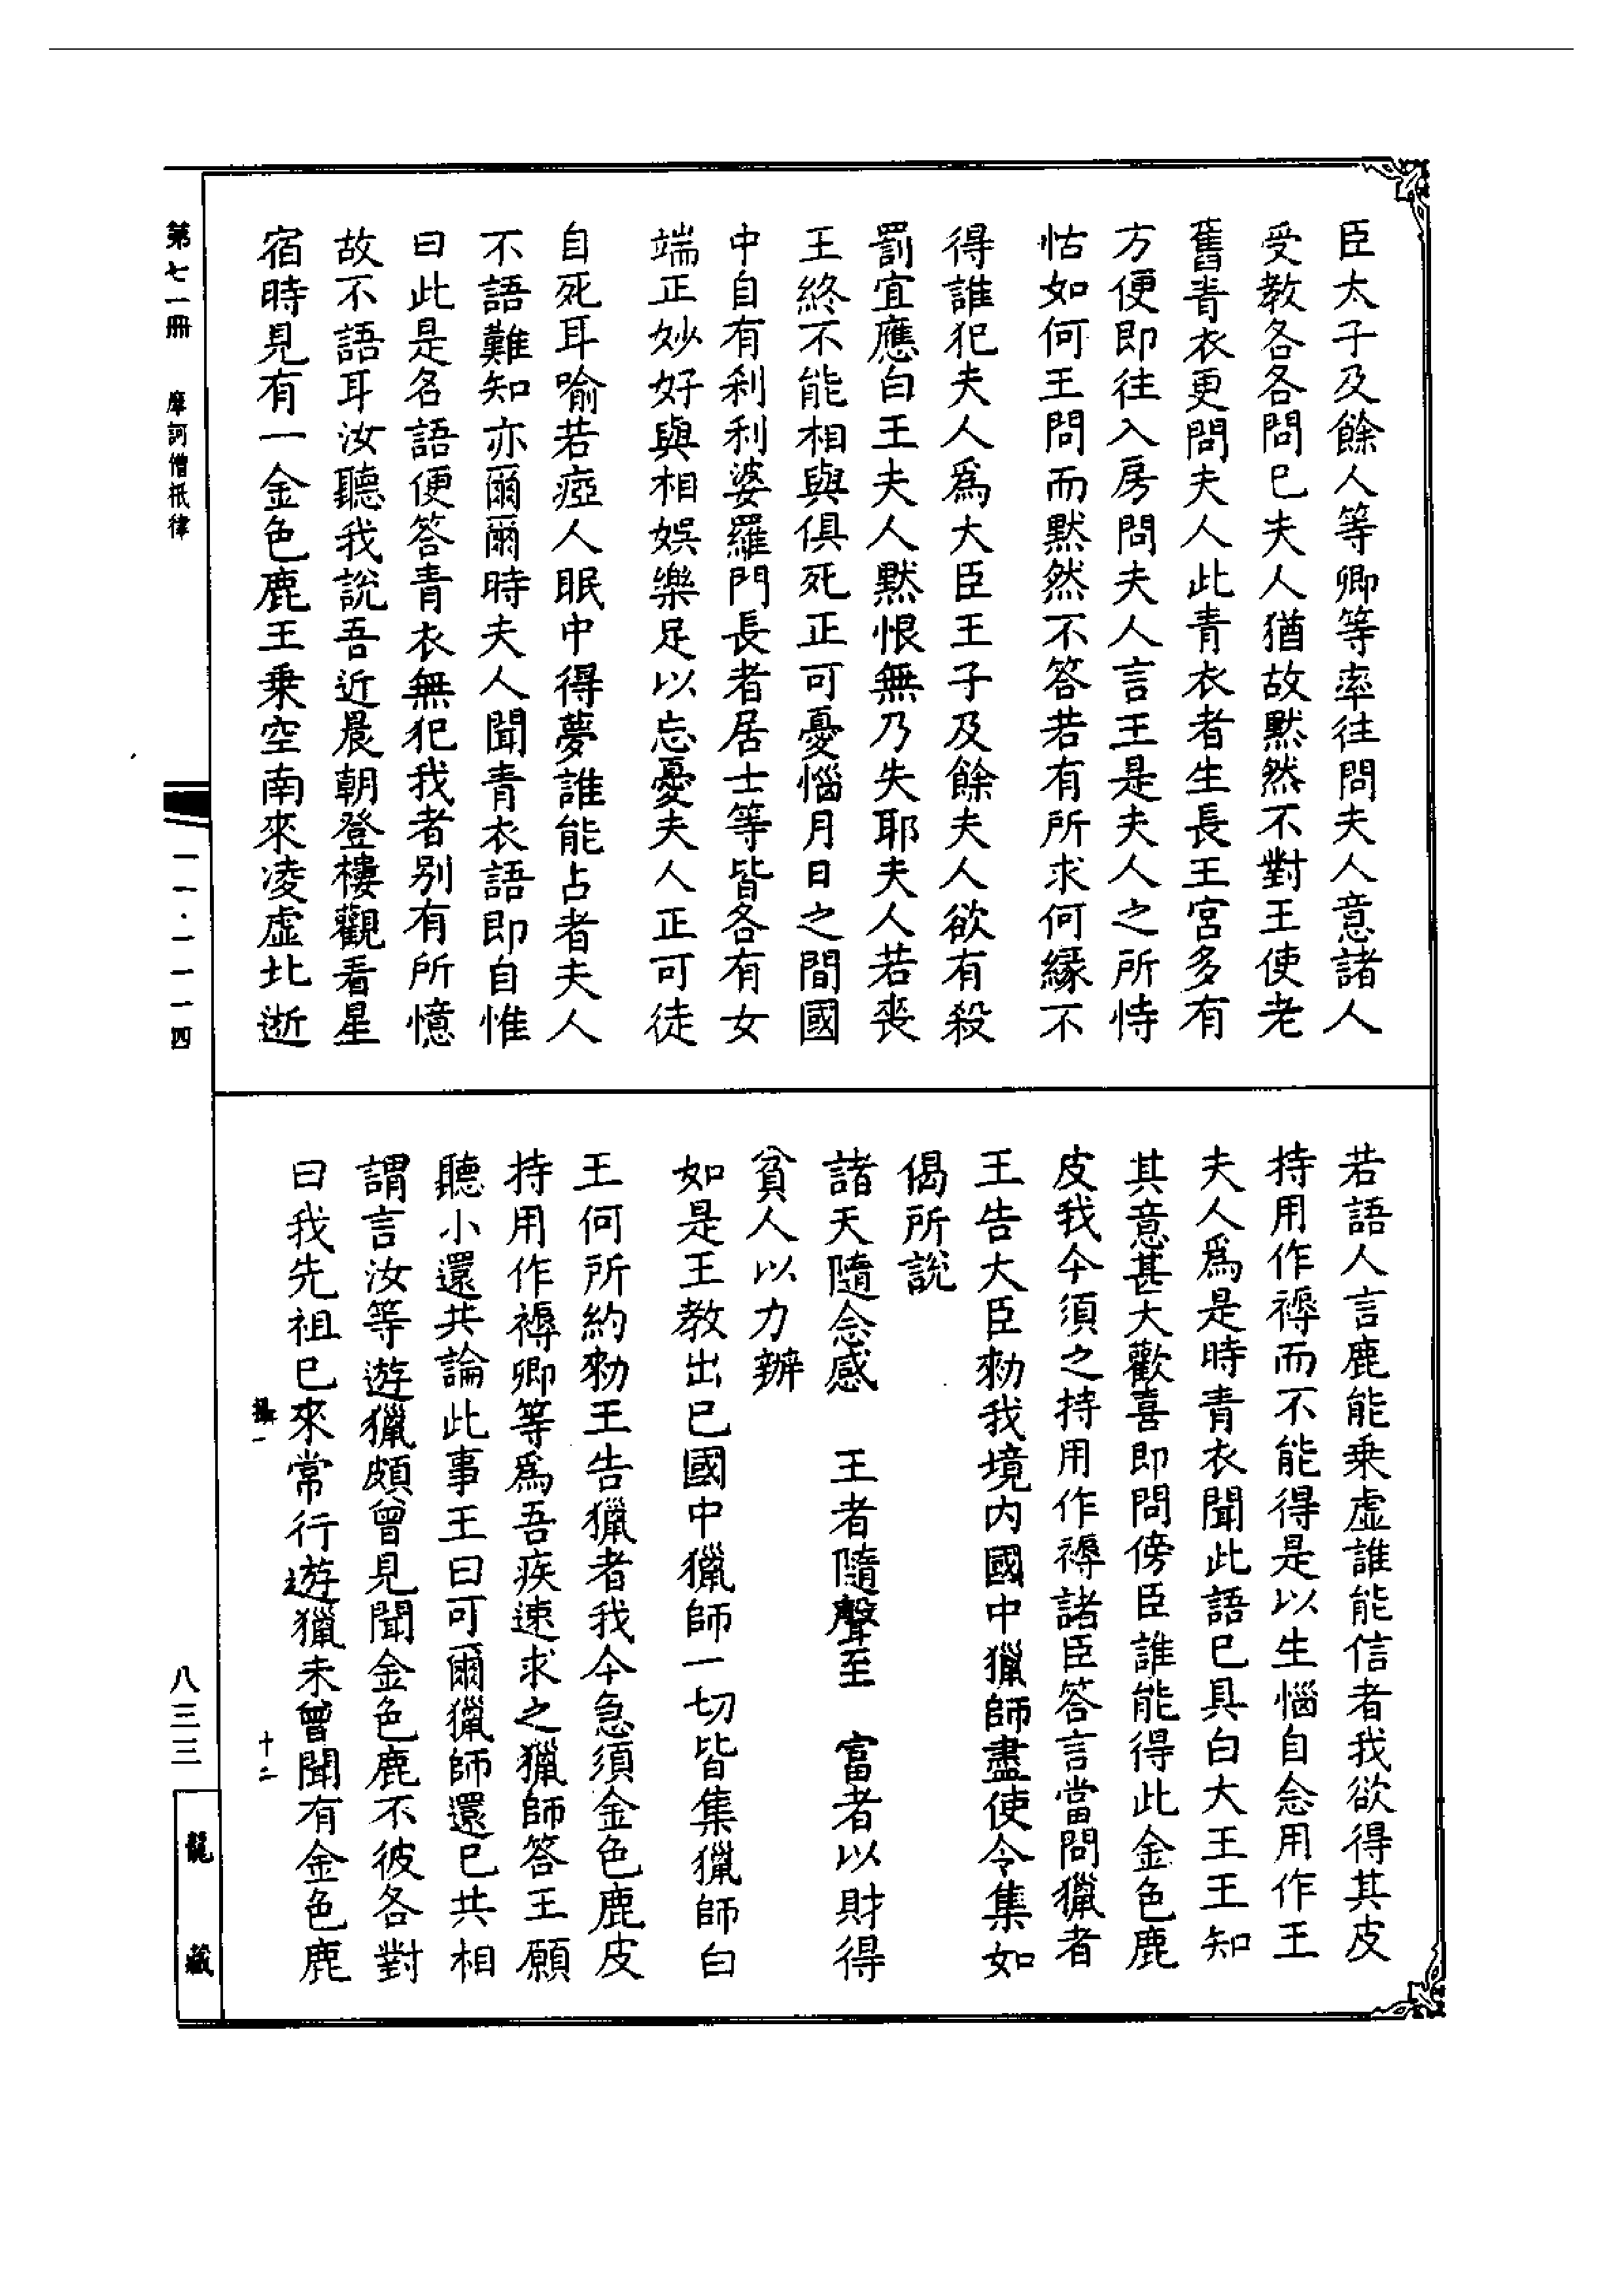 臣太子及餘人等卿等率往問夫人意諸人
受教各各問已夫人猶故默然不對王使老
舊青衣更問夫人此青衣者生長王宮多有
方便即往入房問夫人言王是夫人之所恃
怙如何王問而默然不答若有所求何緣不
得誰犯夫人爲大臣王子及餘夫人欲有殺
罰宜應白王夫人默恨無乃失耶夫人若喪
王終不能相與俱死正可憂惱月日之間國
中自有刹利婆羅門長者居士等皆各有女
端正妙好與相娛樂足以忘憂夫人正可徒
自死耳喻若瘂人眠中得夢誰能占者夫人
不語難知亦爾爾時夫人聞青衣語即自惟
曰此是名語便答青衣無犯我者別有所憶
故不語耳汝聽我說吾近晨朝登樓觀看星
宿時見有一金色鹿王乘空南來凌虛北逝
若語人言鹿能乘虛誰能信者我欲得其皮
持用作褥而不能得是以生惱自念用作王
夫人爲是時青衣聞此語已具白大王王知
其意甚大歡喜即問傍臣誰能得此金色鹿
皮我今須之持用作褥諸臣答言當問獵者
王告大臣勑我境內國中獵師盡使令集如
偈所說
諸天隨念感　王者隨聲至　富者以財得
貧人以力辦
如是王教出已國中獵師一切皆集獵師白
王何所約勑王告獵者我今急須金色鹿皮
持用作褥卿等爲吾疾速求之獵師答王願
聽小還共論此事王曰可爾獵師還已共相
謂言汝等遊獵頗曾見聞金色鹿不彼各對
曰我先祖已來常行遊獵未曾聞有金色鹿
十二
第七一冊　摩訶僧祇律
一一·一一一四
八三三
龍藏